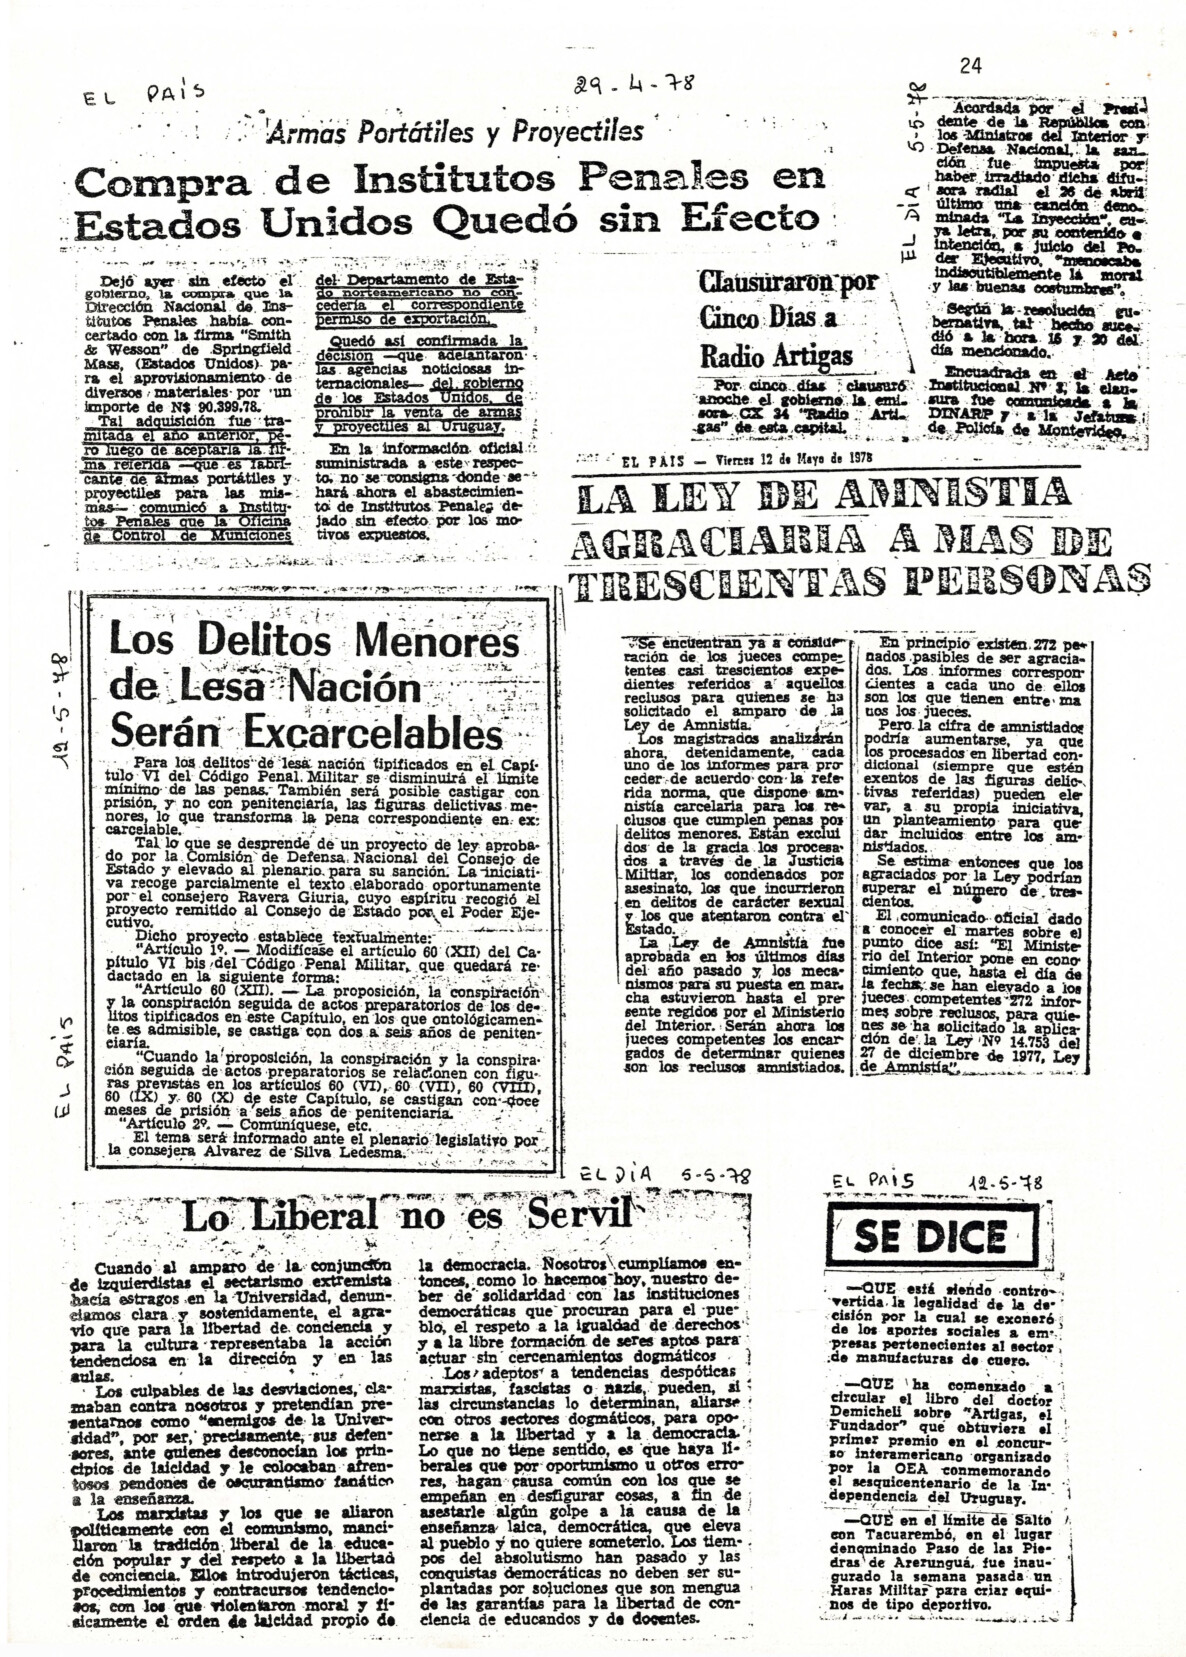 24
EL PAÍS
29-4-78
Armas Portátiles y Proyectiles
Compra de Institutos Penales en
Estados Unidos Quedó sin Efecto
Dejó ayer sin efecto el
gobierno, la compra que la
Dirección Nacional de Ins-
titutos Penales había con-
certado con la firma "Smith
& Wesson" de Springfield
Mass, (Estados Unidos) pa-
ra el aprovisionamiento de
diversos materiales por un
importe de N$ 90.399.78.
Tal adquisición fue tra-
mitada el año anterior, pe-
ro luego de aceptarla la fir-
ma referida —que es fabri-
cante de armas portátiles y
proyectiles para las mis-
mas— comunicó a Institu-
tos Penales que la Oficina
de Control de Municiones
del Departamento de Esta-
do norteamericano no con-
cedería el correspondiente
permiso de exportación.
Quedó así confirmada la
decisión —que adelantaron
las agencias noticiosas in-
ternacionales— del gobierno
de los Estados Unidos, de
prohibir la venta de armas
y proyectiles al Uruguay.
En la información oficial
suministrada a este respec-
to, no se consigna donde se
hará ahora el abastecimien-
to de Institutos Penales de-
jado sin efecto por los mo-
tivos expuestos.
EL DÍA 5-5-78
Clausuraron por
Cinco Días a
Radio Artigas
Por cinco días clausuró
anoche el gobierno la emi-
sora CX 34 "Radio Arti-
gas" de esta capital.
Acordada por el Presi-
dente de la República con
los Ministros del Interior y
Defensa Nacional, la san-
ción fue impuesta por
haber irradiado dicha difu-
sora radial el 26 de abril
último una canción deno-
minada "La Inyección", cu-
ya letra, por su contenido e
intención, a juicio del Po-
der Ejecutivo, "menoscaba
indiscutiblemente la moral
y las buenas costumbres".
Según la resolución gu-
bernativa, tal hecho suce-
dió a la hora 16 y 20 del
día mencionado.
Encuadrada en el Acto
Institucional Nº 3, la clau-
sura fue comunicada a la
DINARP y a la Jefatura
de Policía de Montevideo.
EL PAIS — Viernes 12 de Mayo de 1978
LA LEY DE AMNISTIA
AGRACIARIA A MAS DE
TRESCIENTAS PERSONAS
Se encuentran ya a conside
ración de los jueces compe-
tentes casi trescientos expe-
dientes referidos a aquellos
reclusos para quienes se ha
solicitado el amparo de la
Ley de Amnistía.
Los magistrados analizarán
ahora, detenidamente, cada
uno de los informes para pro
ceder de acuerdo con la refe
rida norma, que dispone am-
nistía carcelaria para los re-
clusos que cumplen penas por
delitos menores. Están exclui
dos de la gracia los procesa-
dos a través de la Justicia
Militar, los condenados por
asesinato, los que incurrieron
en delitos de carácter sexual
y los que atentaron contra el
Estado.
La Ley de Amnistía fue
aprobada en los últimos días
del año pasado y los meca-
nismos para su puesta en mar-
cha estuvieron hasta el pre-
sente regidos por el Ministerio
del Interior. Serán ahora los
jueces competentes los encar-
gados de determinar quienes
son los reclusos amnistiados.
En principio existen 272 pe-
nados pasibles de ser agracia-
dos. Los informes correspon-
dientes a cada uno de ellos
son los que tienen entre ma
nos los jueces.
Pero la cifra de amnistiados
podría aumentarse, ya que
los procesados en libertad con-
dicional (siempre que estén
exentos de las figuras delic-
tivas referidas) pueden ele-
var, a su propia iniciativa,
un planteamiento para que-
dar incluidos entre los am-
nistiados.
Se estima entonces que los
agraciados por la Ley podrían
superar el número de tres-
cientos.
El comunicado oficial dado
a conocer el martes sobre el
punto dice así: "El Ministe-
rio del Interior pone en cono-
cimiento que, hasta el día de
la fecha, se han elevado a los
jueces competentes 272 infor-
mes sobre reclusos, para quie-
nes se ha solicitado la aplica-
ción de la Ley Nº 14.753 del
27 de diciembre de 1977, Ley
de Amnistía".
EL PAÍS 12-5-78
Los Delitos Menores
de Lesa Nación
Serán Excarcelables
Para los delitos de lesa nación tipificados en el Capí-
tulo VI del Código Penal Militar se disminuirá el límite
mínimo de las penas. También será posible castigar con
prisión, y no con penitenciaría, las figuras delictivas me-
nores, lo que transforma la pena correspondiente en ex-
carcelable.
Tal lo que se desprende de un proyecto de ley aproba-
do por la Comisión de Defensa Nacional del Consejo de
Estado y elevado al plenario para su sanción. La iniciati-
va recoge parcialmente el texto elaborado oportunamente
por el consejero Ravera Giuria, cuyo espíritu recogió el
proyecto remitido al Consejo de Estado por el Poder Eje-
cutivo.
Dicho proyecto establece textualmente:
"Artículo 1º. — Modifícase el artículo 60 (XII) del Ca-
pítulo VI bis del Código Penal Militar, que quedará re-
dactado en la siguiente forma:
"Artículo 60 (XII). — La proposición, la conspiración
y la conspiración seguida de actos preparatorios de los de-
litos tipificados en este Capítulo, en los que ontológicamen-
te es admisible, se castiga con dos a seis años de peniten-
ciaría.
"Cuando la proposición, la conspiración y la conspira-
ción seguida de actos preparatorios se relacionen con figu-
ras previstas en los artículos 60 (VI), 60 (VII), 60 (VIII),
60 (IX) y 60 (X) de este Capítulo, se castigan con doce
meses de prisión a seis años de penitenciaría.
"Artículo 2º. — Comuníquese, etc.
El tema será informado ante el plenario legislativo por
la consejera Alvarez de Silva Ledesma.
EL DÍA 5-5-78
Lo Liberal no es Servil
Cuando al amparo de la conjunción
de izquierdistas el sectarismo extremista
hacía estragos en la Universidad, denun-
ciamos clara y sostenidamente, el agra-
vio que para la libertad de conciencia y
para la cultura representaba la acción
tendenciosa en la dirección y en las
aulas.
Los culpables de las desviaciones, cla-
maban contra nosotros y pretendían pre-
sentarnos como "enemigos de la Univer-
sidad", por ser, precisamente, sus defen-
sores, ante quienes desconocían los prin-
cipios de laicidad y le colocaban afren-
tosos pendones de oscurantismo fanático
a la enseñanza.
Los marxistas y los que se aliaron
políticamente con el comunismo, manci-
llaron la tradición liberal de la educa-
ción popular y del respeto a la libertad
de conciencia. Ellos introdujeron tácticas,
procedimientos y contracursos tendencio-
sos, con los que violentaron moral y fí-
sicamente el orden de laicidad propio de
la democracia. Nosotros cumplíamos en-
tonces, como lo hacemos hoy, nuestro de-
ber de solidaridad con las instituciones
democráticas que procuran para el pue-
blo, el respeto a la igualdad de derechos
y a la libre formación de seres aptos para
actuar sin cercenamientos dogmáticos.
Los adeptos a tendencias despóticas
marxistas, fascistas o nazis, pueden, si
las circunstancias lo determinan, aliarse
con otros sectores dogmáticos, para opo-
nerse a la libertad y a la democracia.
Lo que no tiene sentido, es que haya li-
berales que por oportunismo u otros erro-
res, hagan causa común con los que se
empeñan en desfigurar cosas, a fin de
asestarle algún golpe a la causa de la
enseñanza laica, democrática, que eleva
al pueblo y no quiere someterlo. Los tiem-
pos del absolutismo han pasado y las
conquistas democráticas no deben ser su-
plantadas por soluciones que son mengua
de las garantías para la libertad de con-
ciencia de educandos y de docentes.
EL PAÍS 12-5-78
SE DICE
—QUE está siendo contro-
vertida la legalidad de la de-
cisión por la cual se exoneró
de los aportes sociales a em-
presas pertenecientes al sector
de manufacturas de cuero.
—QUE ha comenzado a
circular el libro del doctor
Demicheli sobre "Artigas, el
Fundador" que obtuviera el
primer premio en el concur-
so interamericano organizado
por la OEA conmemorando
el sesquicentenario de la In-
dependencia del Uruguay.
—QUE en el límite de Salto
con Tacuarembó, en el lugar
denominado Paso de las Pie-
dras de Arerunguá, fue inau-
gurado la semana pasada un
Haras Militar para criar equi-
nos de tipo deportivo.